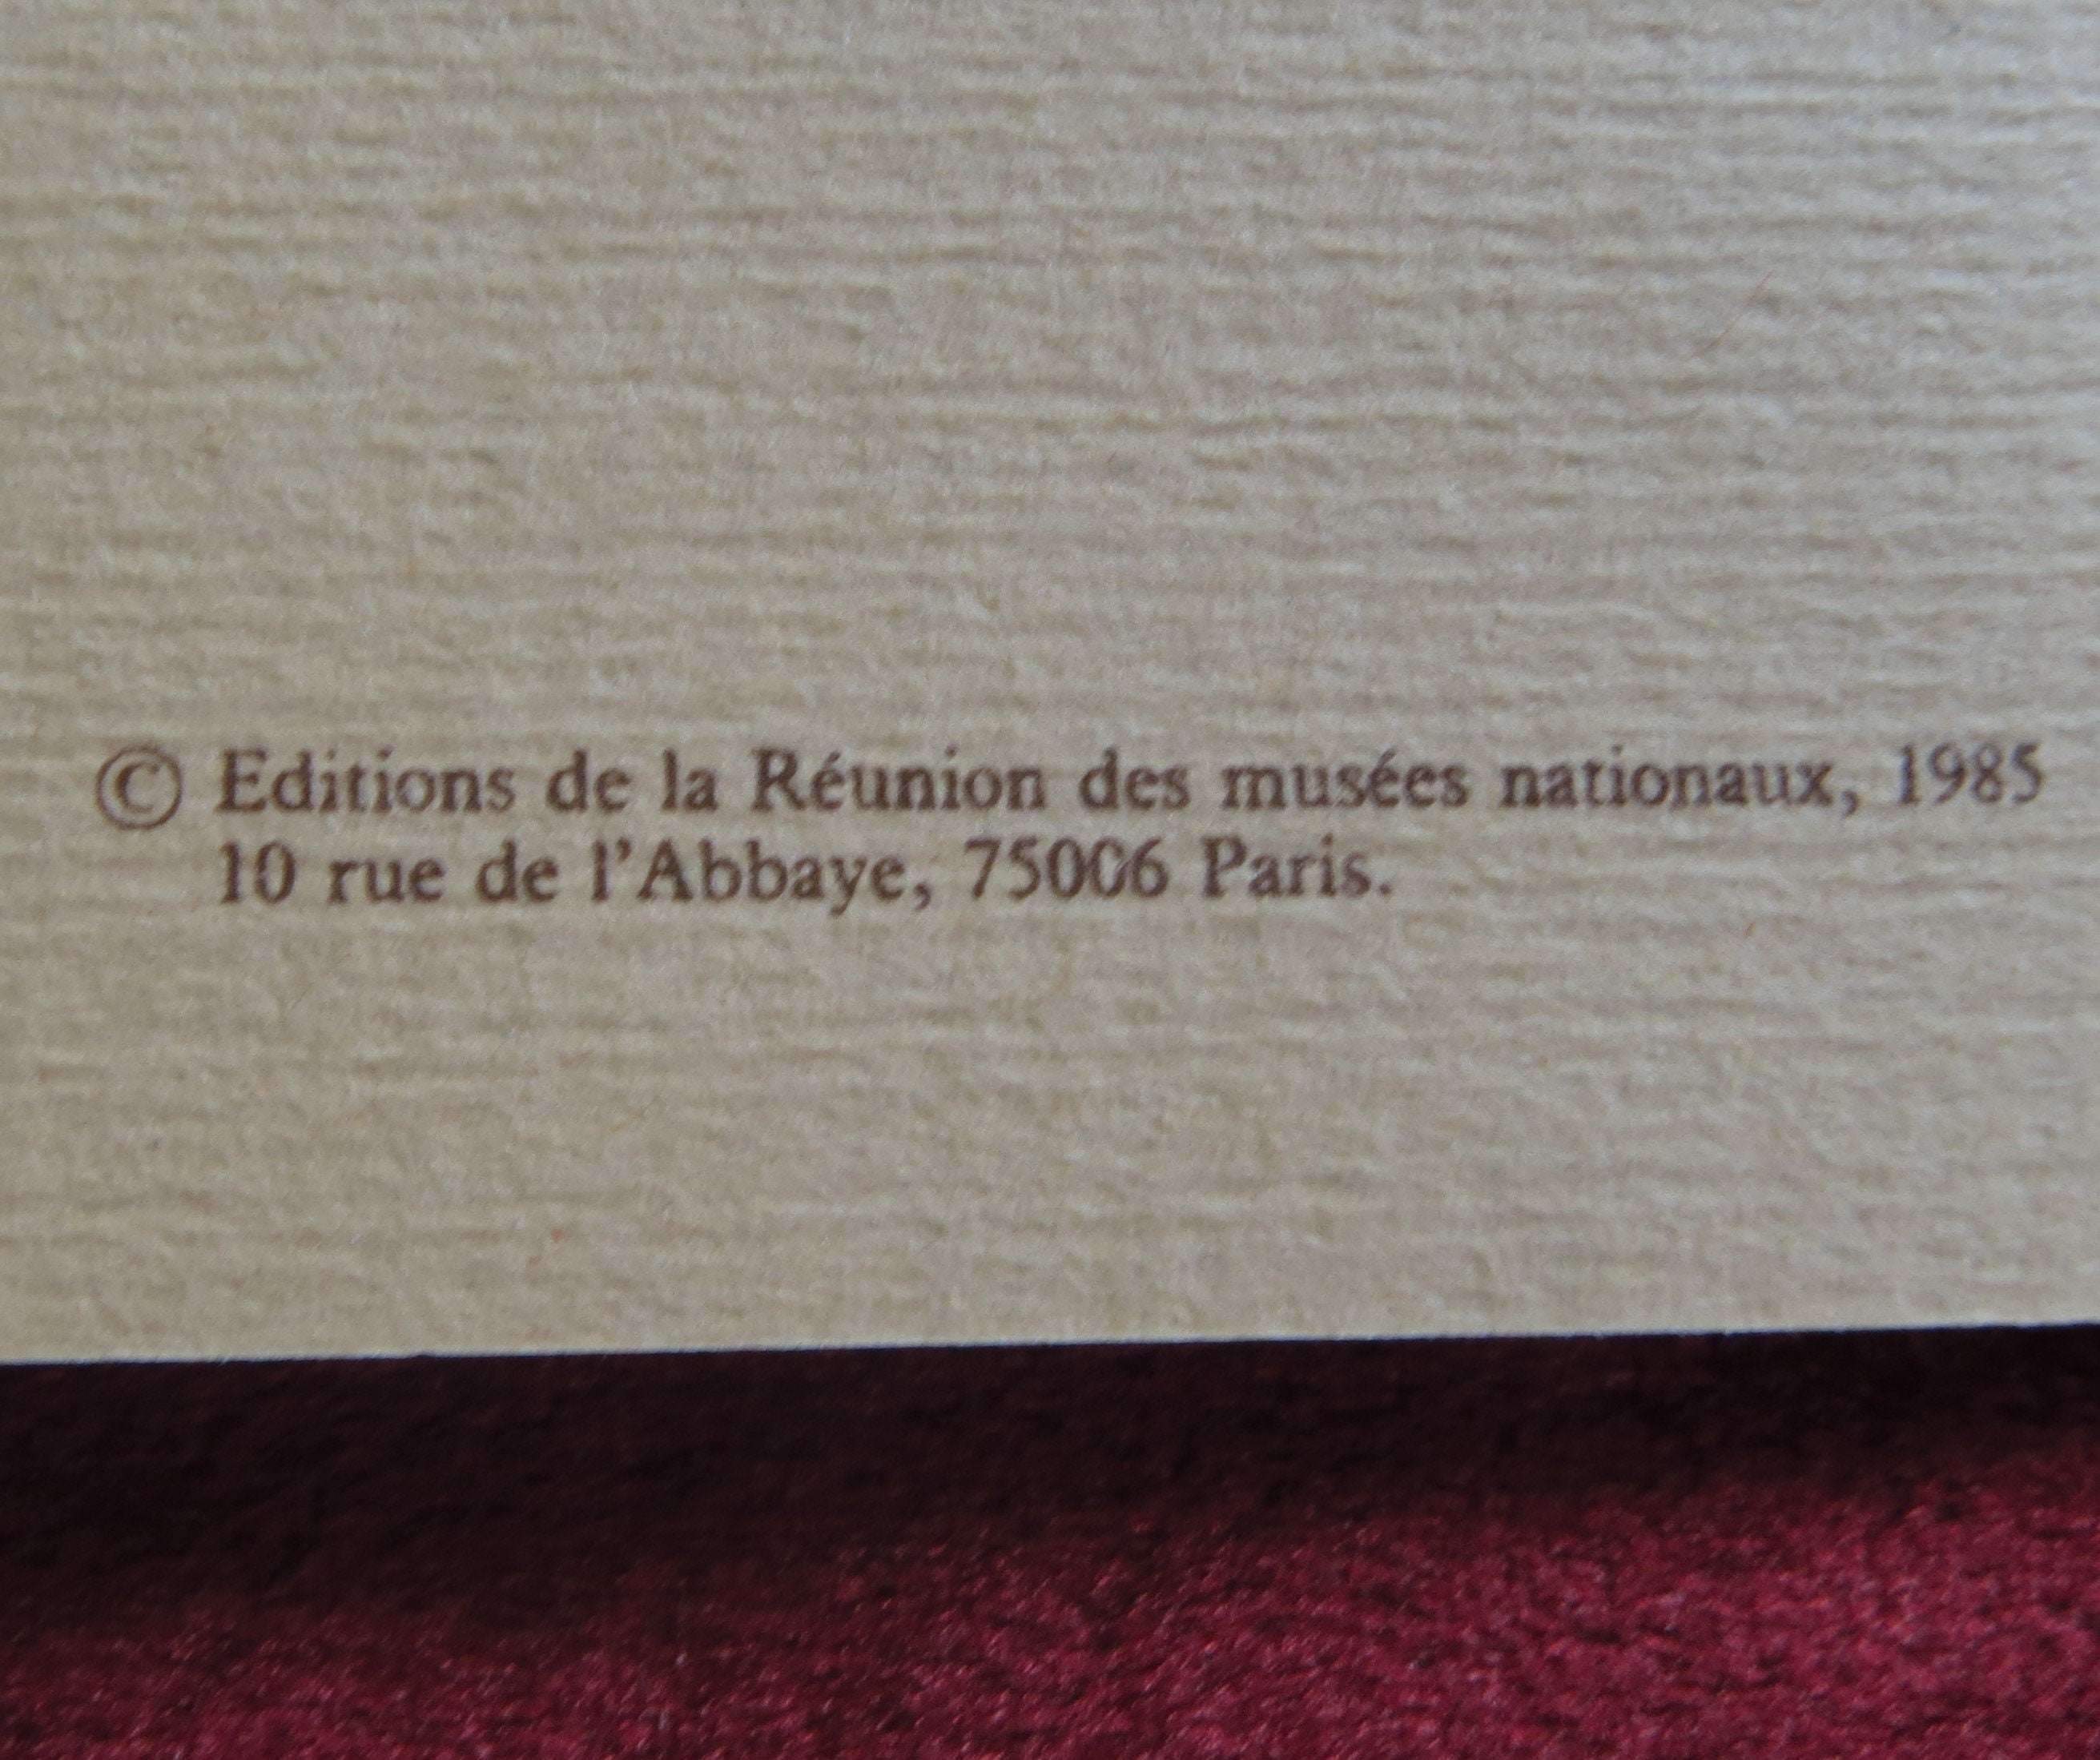 © Editions de la Réunion des musées nationaux, 1985
10 rue de l'Abbaye, 75006 Paris.